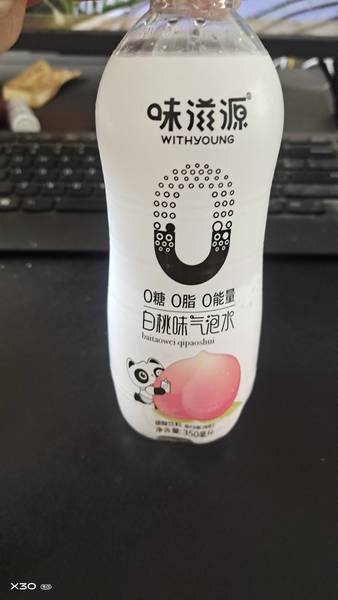 味滋源
WITHYOUNG
0糖 0脂 0能量
白桃味气泡水
baitaowei qipaoshui
净含量:350毫升
X30 5G